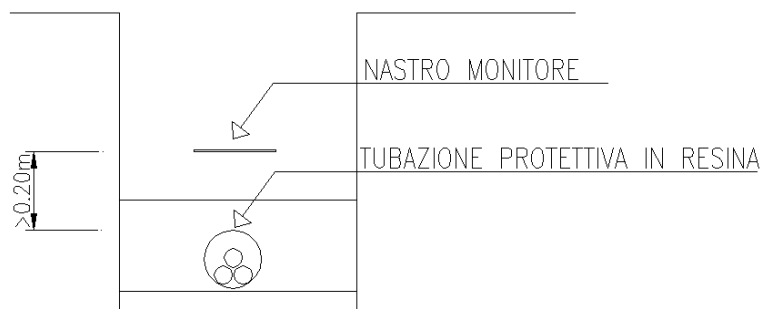 NASTRO MONITORE
TUBAZIONE PROTETTIVA IN RESINA
>0.20m